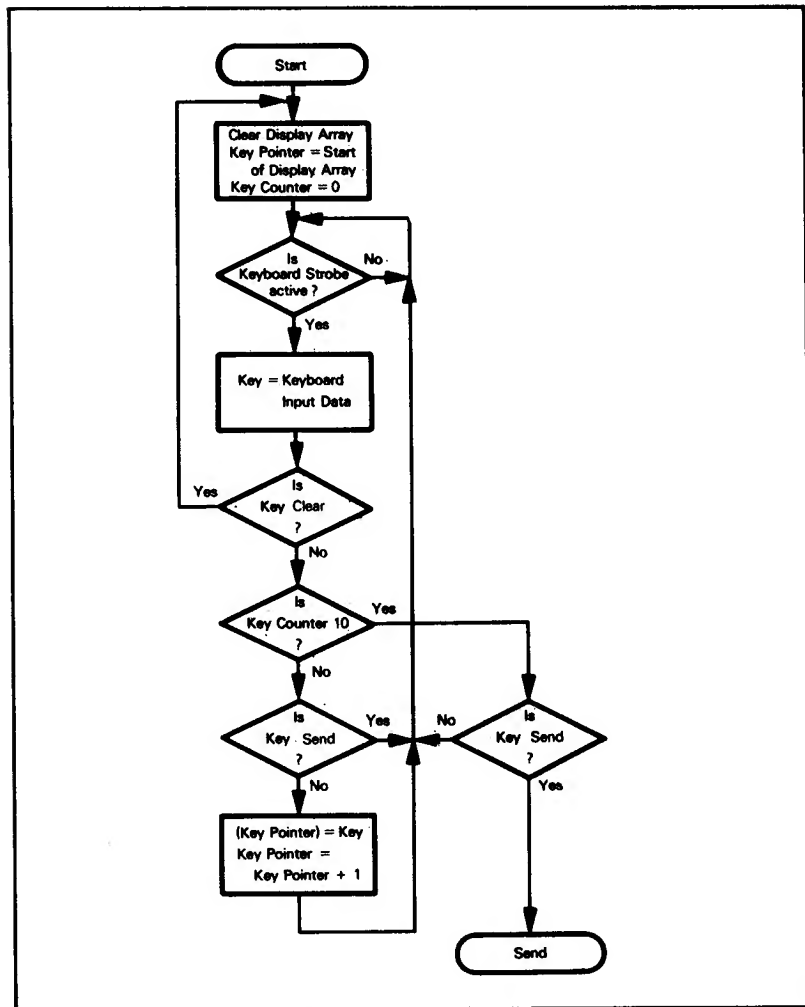 Start
Clear Display Array
Key Pointer = Start
of Display Array
Key Counter = 0
Is
Keyboard Strobe
active ?
No
Yes
Key = Keyboard
Input Data
Is
Key Clear
?
Yes
No
Is
Key Counter 10
?
Yes
No
Is
Key Send
?
Yes
No
Is
Key Send
?
No
Yes
(Key Pointer) = Key
Key Pointer =
Key Pointer + 1
Send